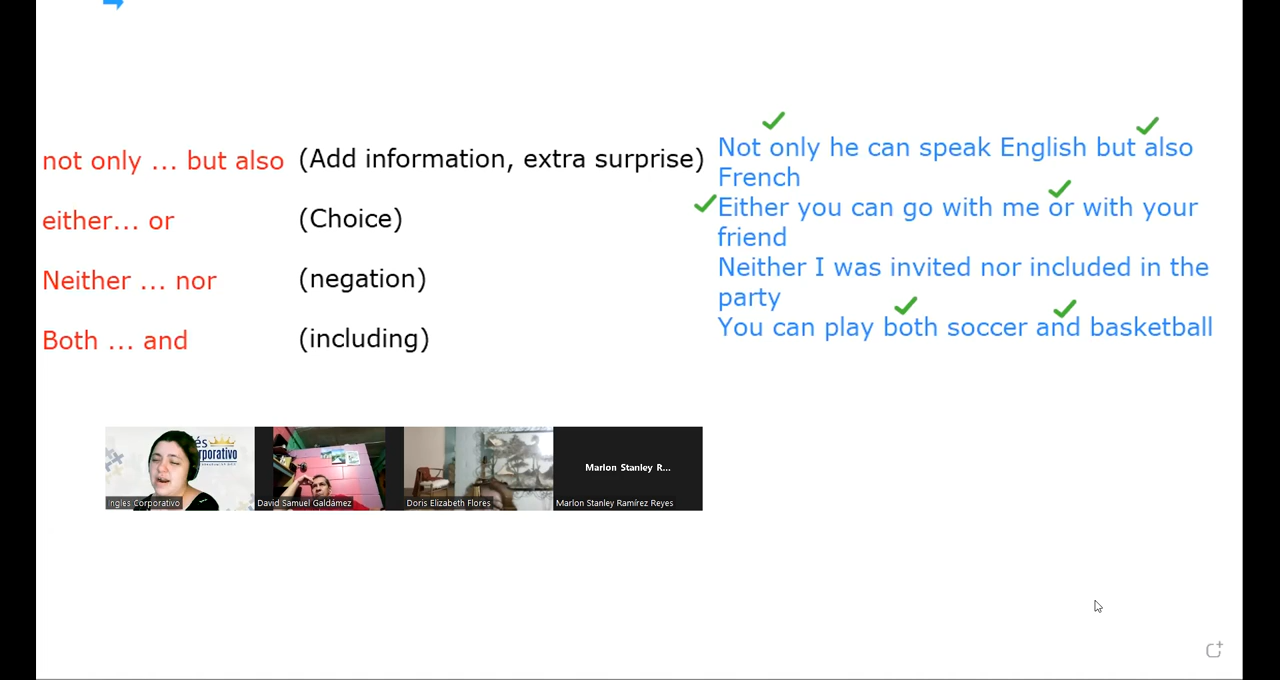 not only ... but also (Add information, extra surprise)
either... or (Choice)
Neither ... nor (negation)
Both ... and (including)
Not only he can speak English but also
French
Either you can go with me or with your
friend
Neither I was invited nor included in the
party
You can play both soccer and basketball
és
rporativo
Inglés Corporativo
David Samuel Galdámez
Doris Elizabeth Flores
Marlon Stanley R...
Marlon Stanley Ramírez Reyes